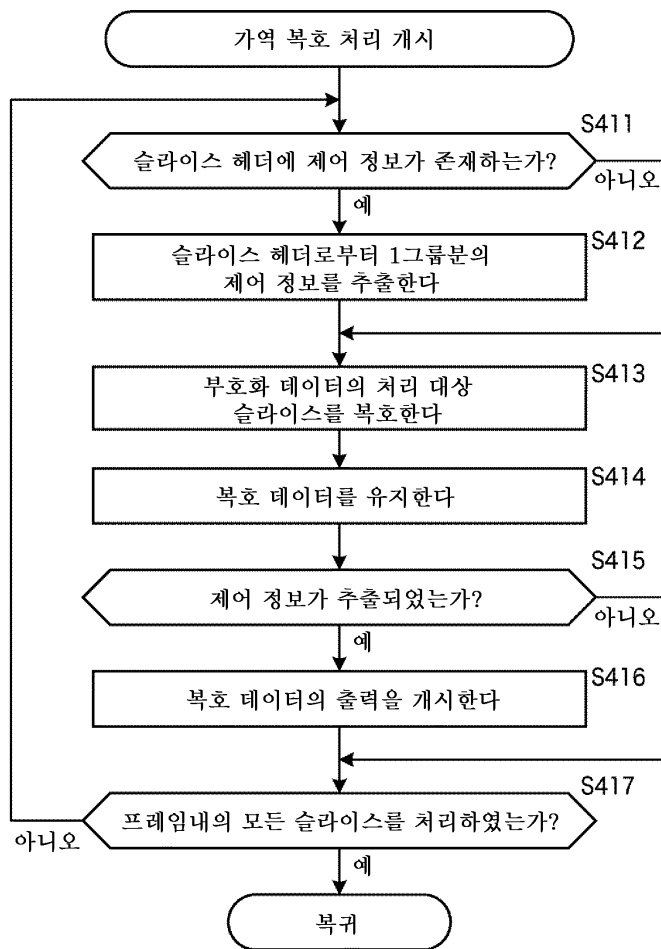 가역 복호 처리 개시
S411
슬라이스 헤더에 제어 정보가 존재하는가?
아니오
예
S412
슬라이스 헤더로부터 1그룹분의
제어 정보를 추출한다
S413
부호화 데이터의 처리 대상
슬라이스를 복호한다
S414
복호 데이터를 유지한다
S415
제어 정보가 추출되었는가?
아니오
예
S416
복호 데이터의 출력을 개시한다
S417
프레임내의 모든 슬라이스를 처리하였는가?
아니오
예
복귀